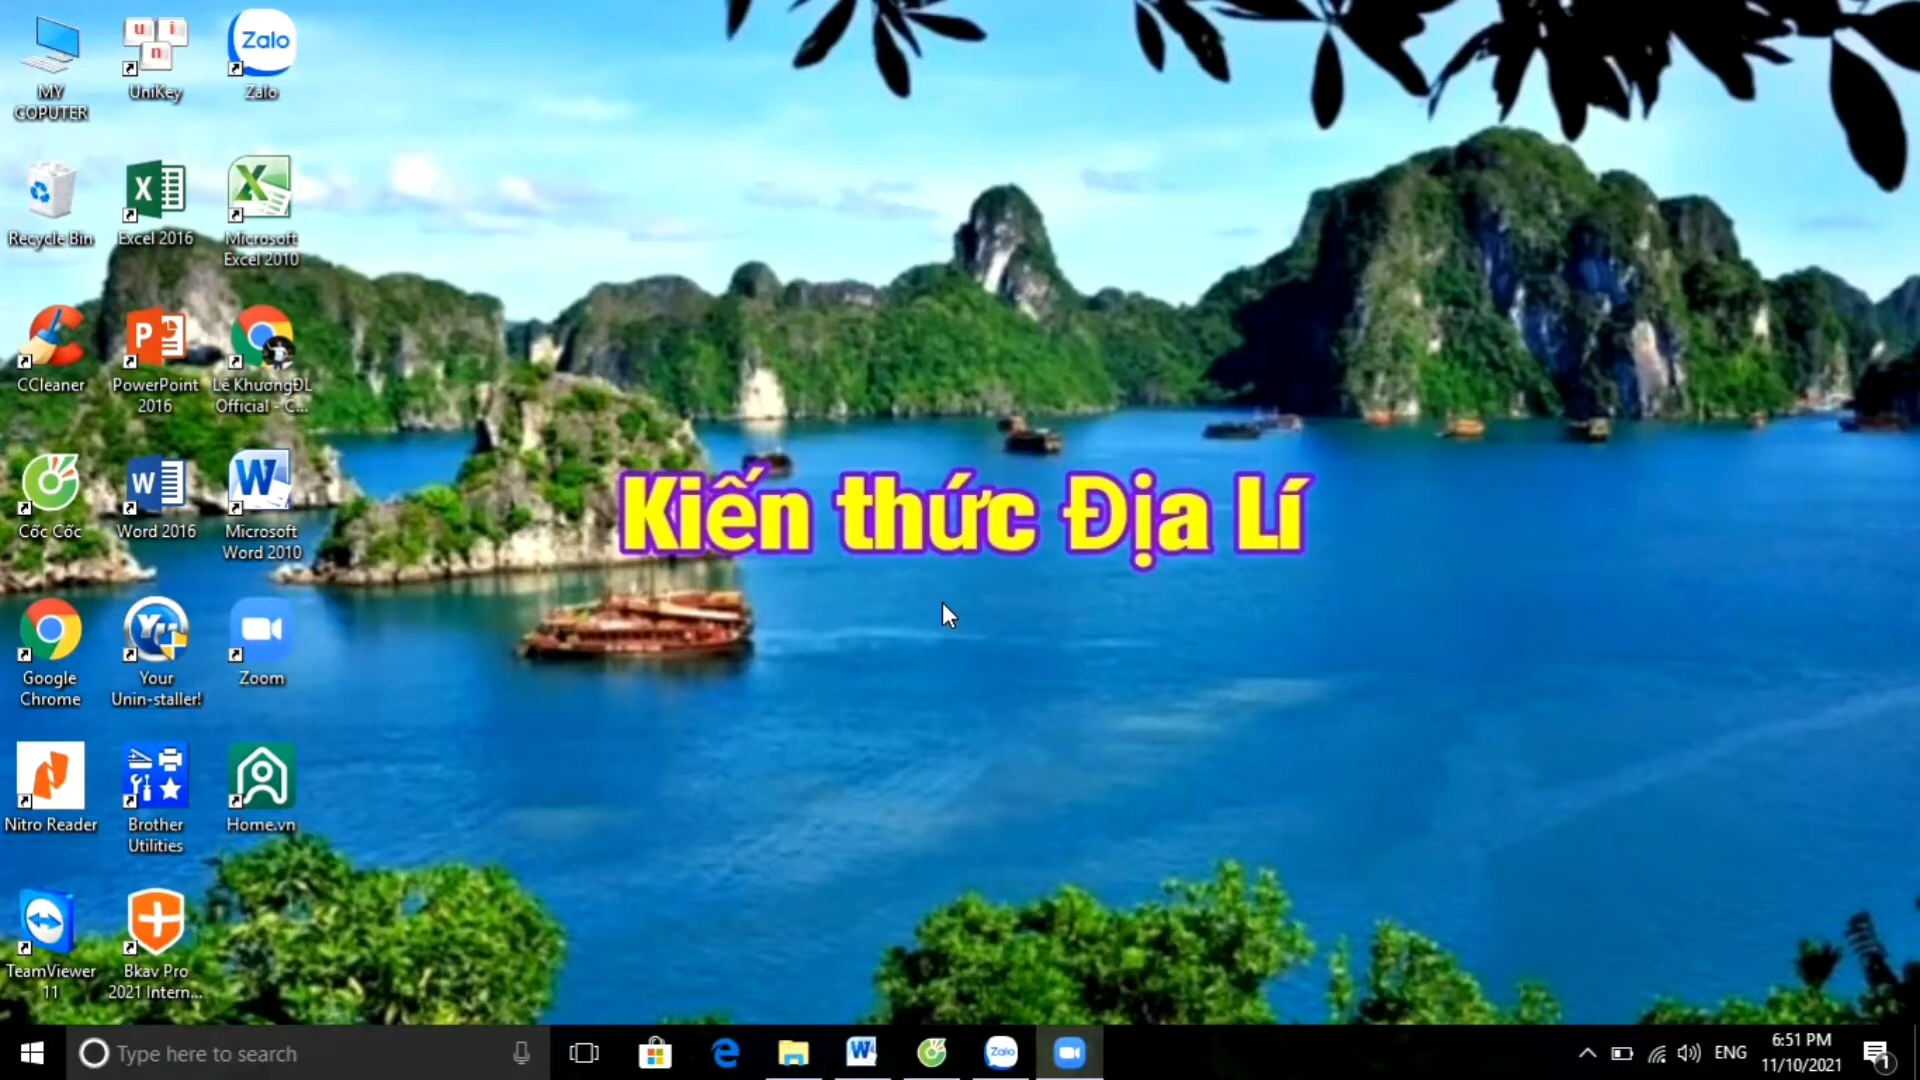 MY
COPUTER
UniKey
Zalo
Zalo
Recycle Bin
Excel 2016
Microsoft
Excel 2010
CCleaner
PowerPoint
2016
Lê KhươngĐL
Official - C...
Cốc Cốc
Word 2016
Microsoft
Word 2010
Kiến thức Địa Lí
Google
Chrome
Your
Unin-staller!
Zoom
Nitro Reader
Brother
Utilities
Home.vn
TeamViewer
11
Bkav Pro
2021 Intern...
Type here to search
Zalo
ENG
6:51 PM
11/10/2021
1